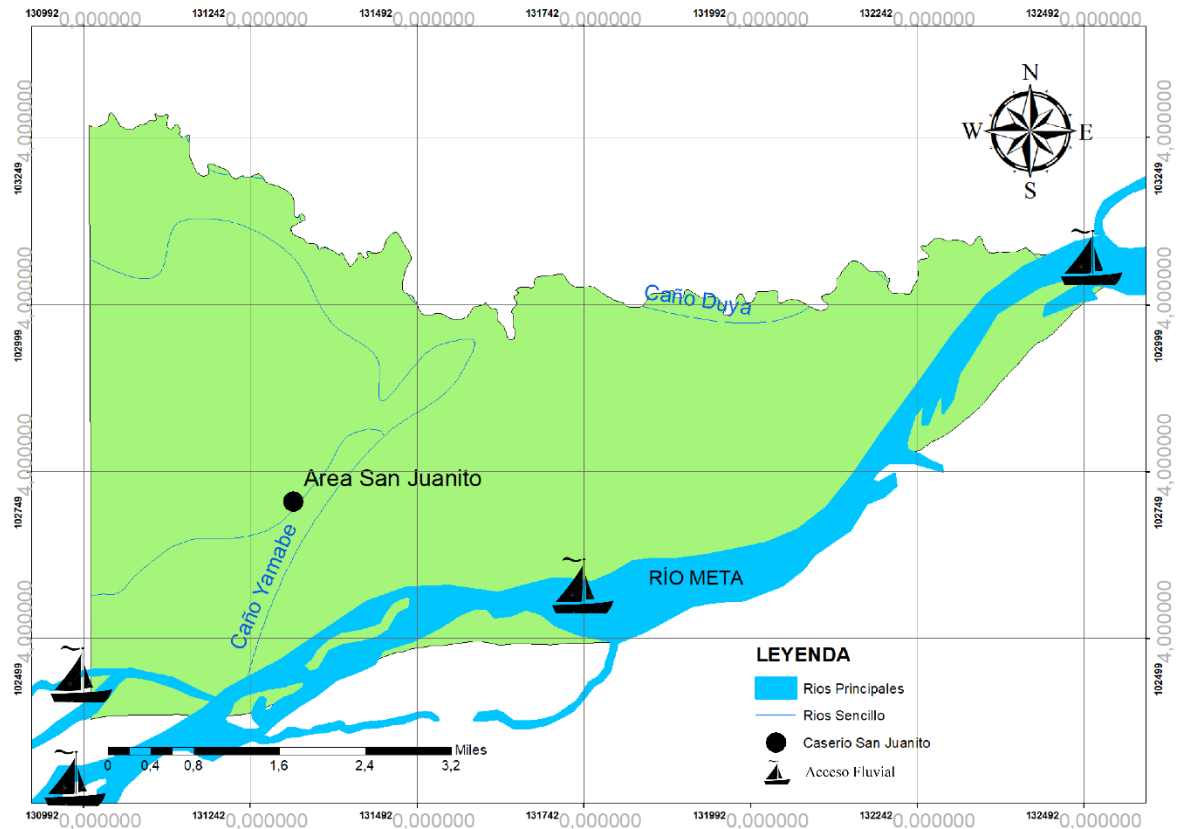 130992 0,000000 131242 0,000000 131492 0,000000 131742 0,000000 131992 0,000000 132242 0,000000 132492 0,000000
N
W E
S
103249 4,000000
103249 4,000000
102999 4,000000
102999 4,000000
Caño Duya
102749 4,000000
102749 4,000000
Area San Juanito
Caño Yamabe
RÍO META
102499 4,000000
102499 4,000000
LEYENDA
Rios Principales
Rios Sencillo
Caserio San Juanito
Acceso Fluvial
Miles
0 0,4 0,8 1,6 2,4 3,2
130992 0,000000 131242 0,000000 131492 0,000000 131742 0,000000 131992 0,000000 132242 0,000000 132492 0,000000